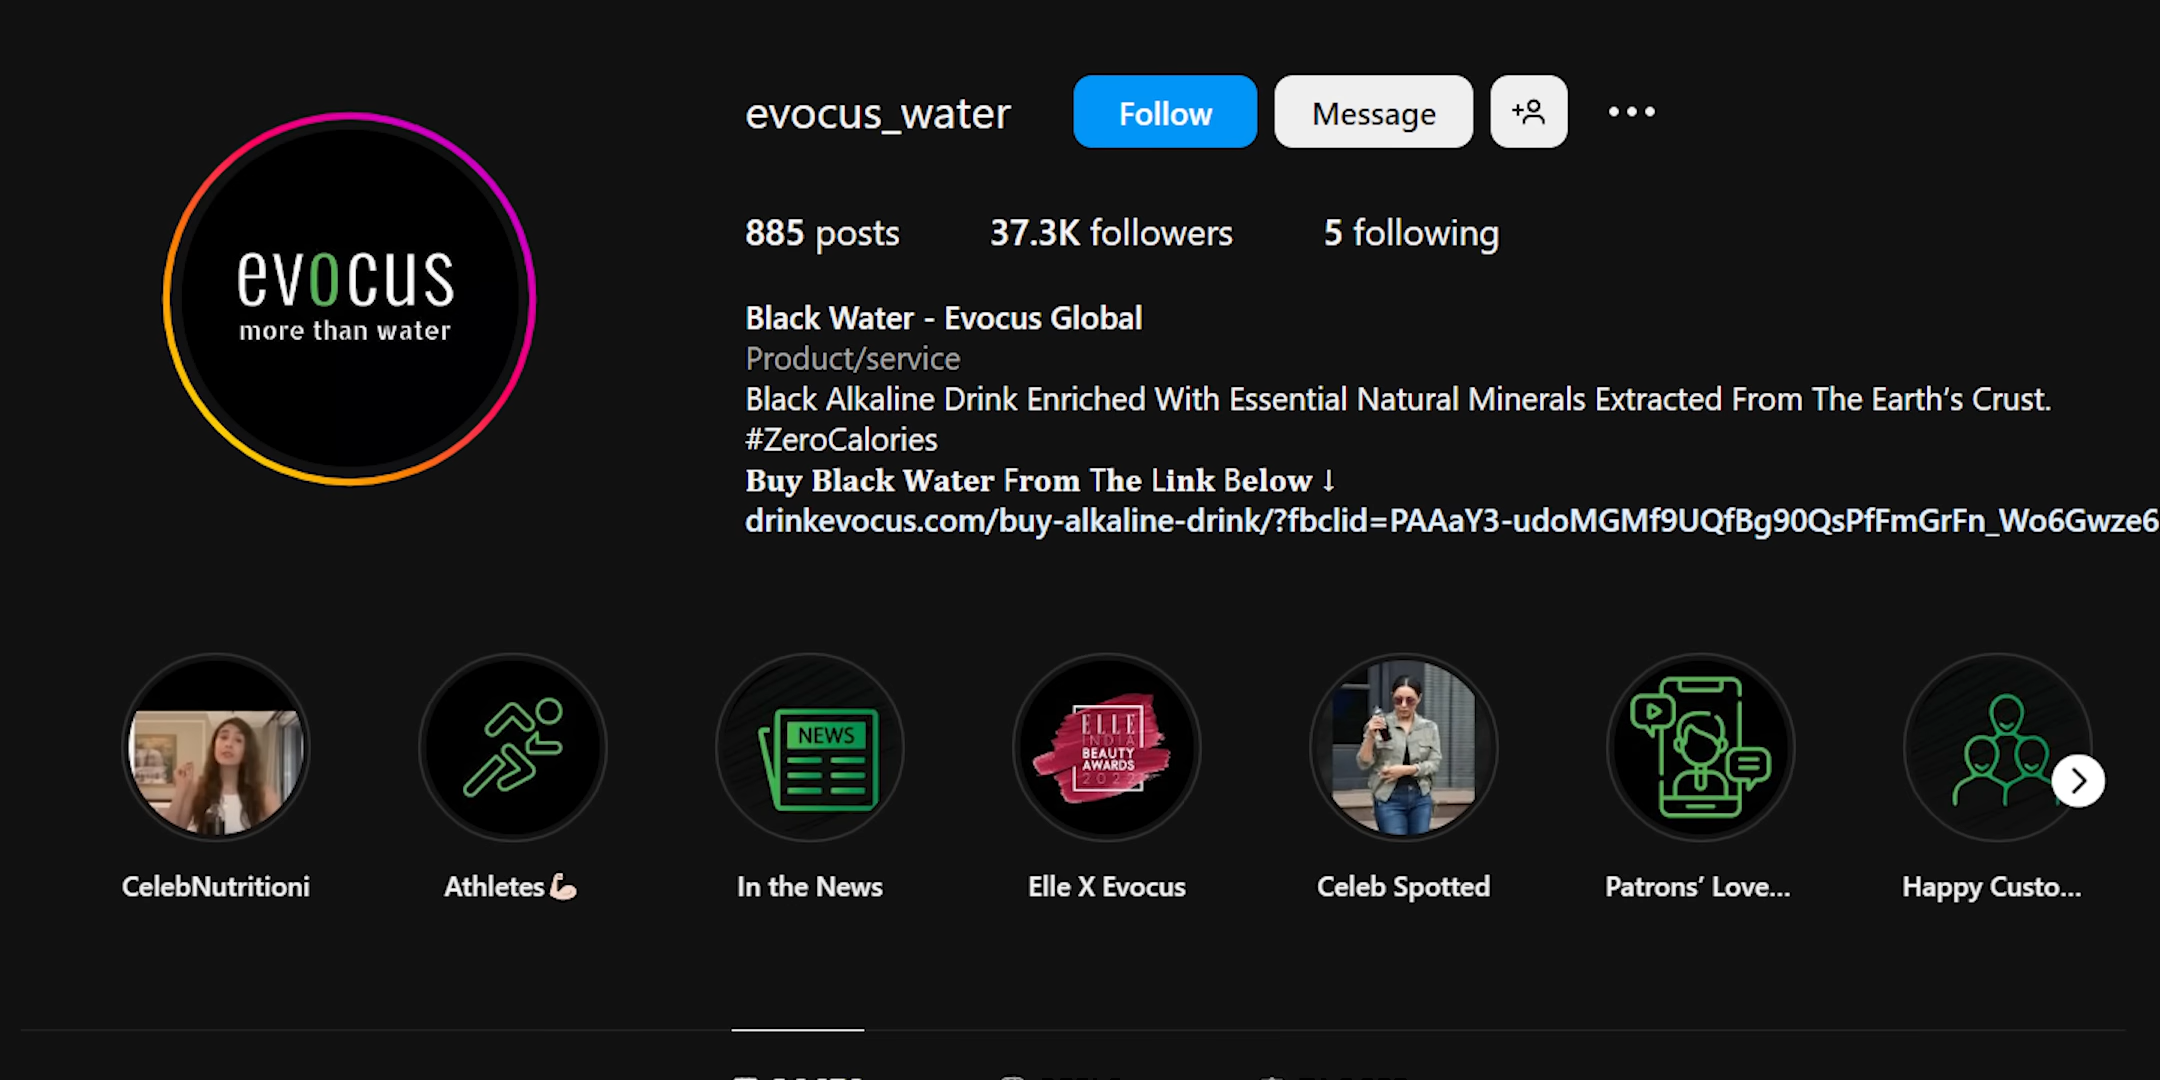 evocus_water
Follow
Message
885 posts
37.3K followers
5 following
evocus
more than water
Black Water - Evocus Global
Product/service
Black Alkaline Drink Enriched With Essential Natural Minerals Extracted From The Earth’s Crust.
#ZeroCalories
Buy Black Water From The Link Below ↓
drinkevocus.com/buy-alkaline-drink/?fbclid=PAAaY3-udoMGMf9UQfBg90QsPfFmGrFn_Wo6Gwze6
NEWS
ELLE
INDIA
BEAUTY
AWARDS
2022
CelebNutritioni
Athletes💪🏻
In the News
Elle X Evocus
Celeb Spotted
Patrons’ Love...
Happy Custo...